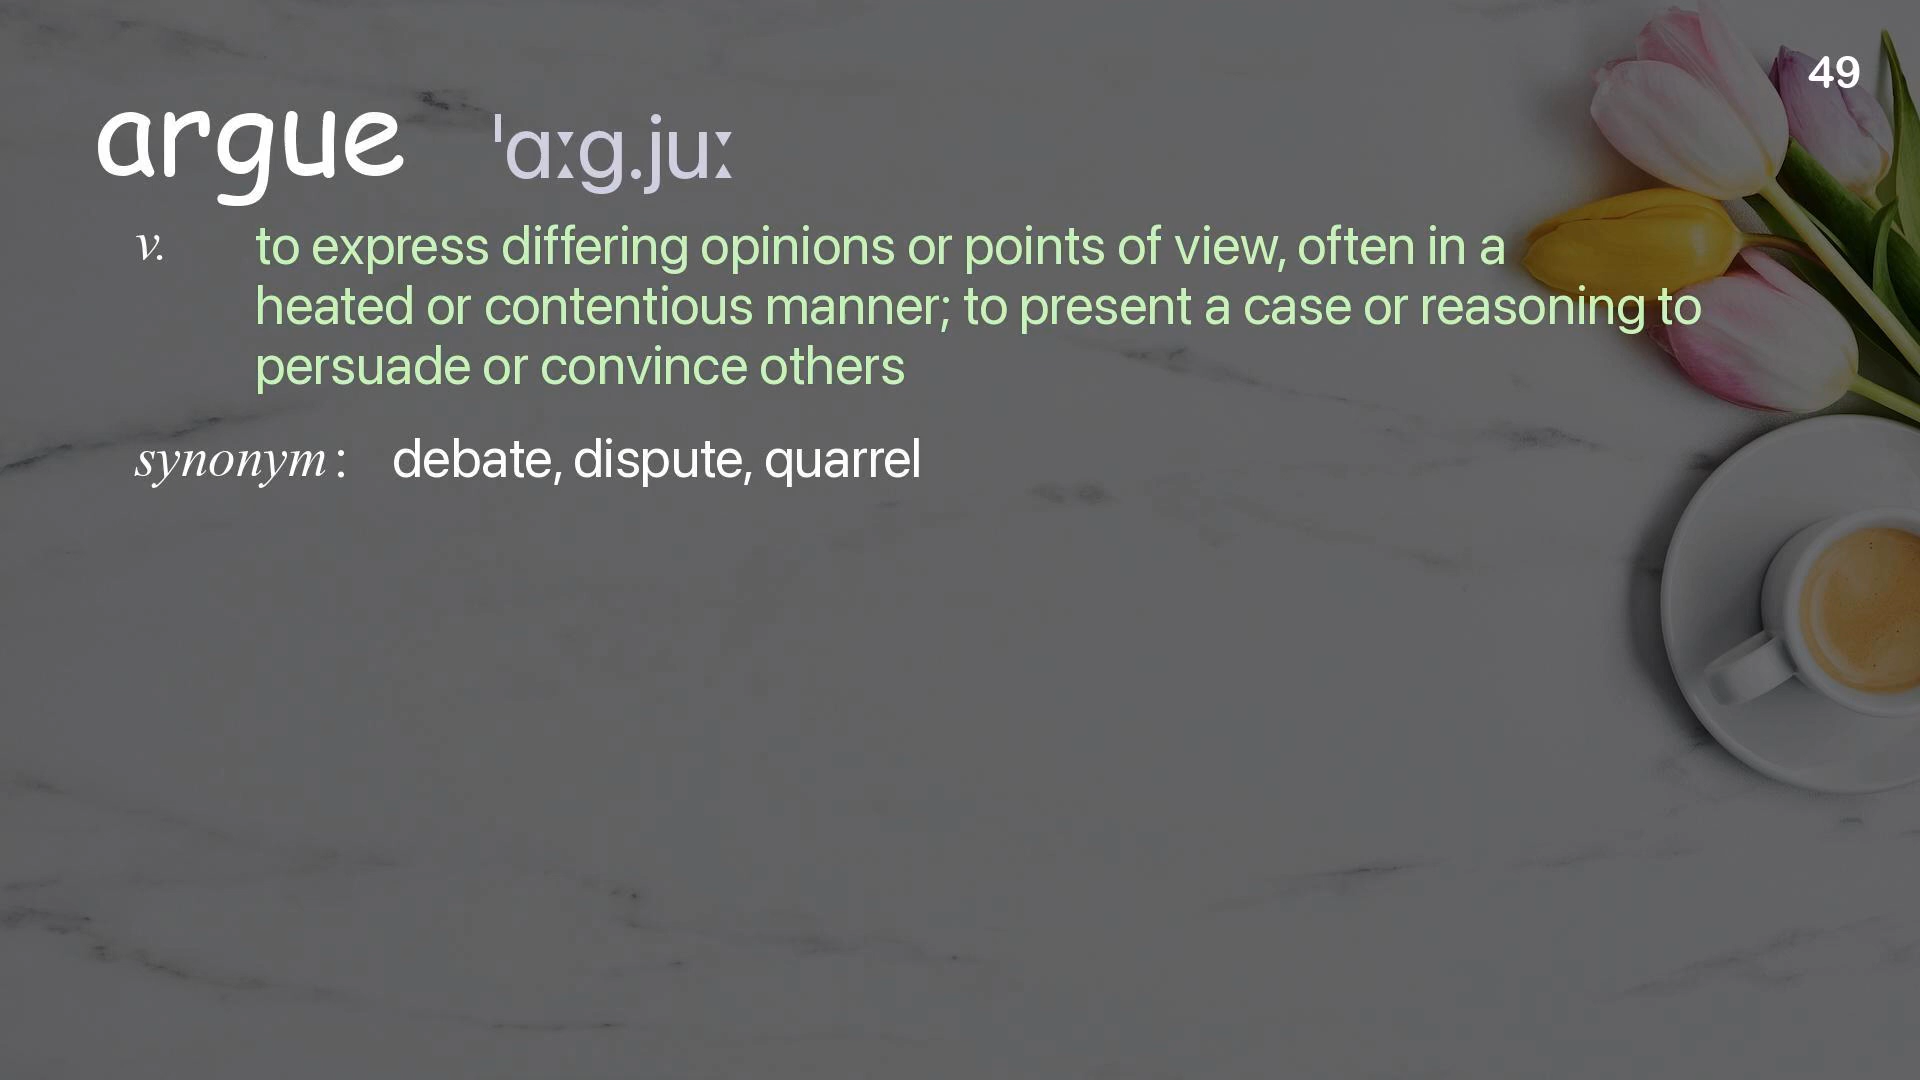 49
argue ˈɑːɡ.juː
v. to express differing opinions or points of view, often in a
heated or contentious manner; to present a case or reasoning to
persuade or convince others
synonym: debate, dispute, quarrel